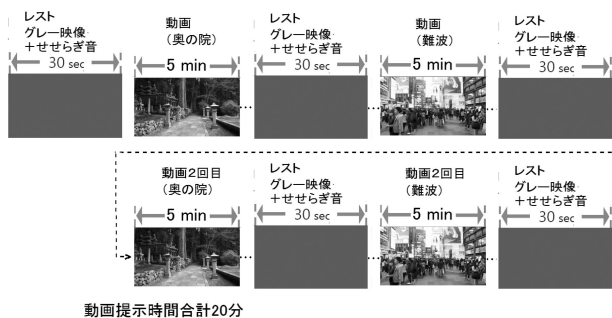 レスト
グレー映像
＋せせらぎ音
30 sec
動画
（奥の院）
5 min
レスト
グレー映像
＋せせらぎ音
30 sec
動画
（難波）
5 min
レスト
グレー映像
＋せせらぎ音
30 sec
動画2回目
（奥の院）
5 min
レスト
グレー映像
＋せせらぎ音
30 sec
動画2回目
（難波）
5 min
レスト
グレー映像
＋せせらぎ音
30 sec
動画提示時間合計20分